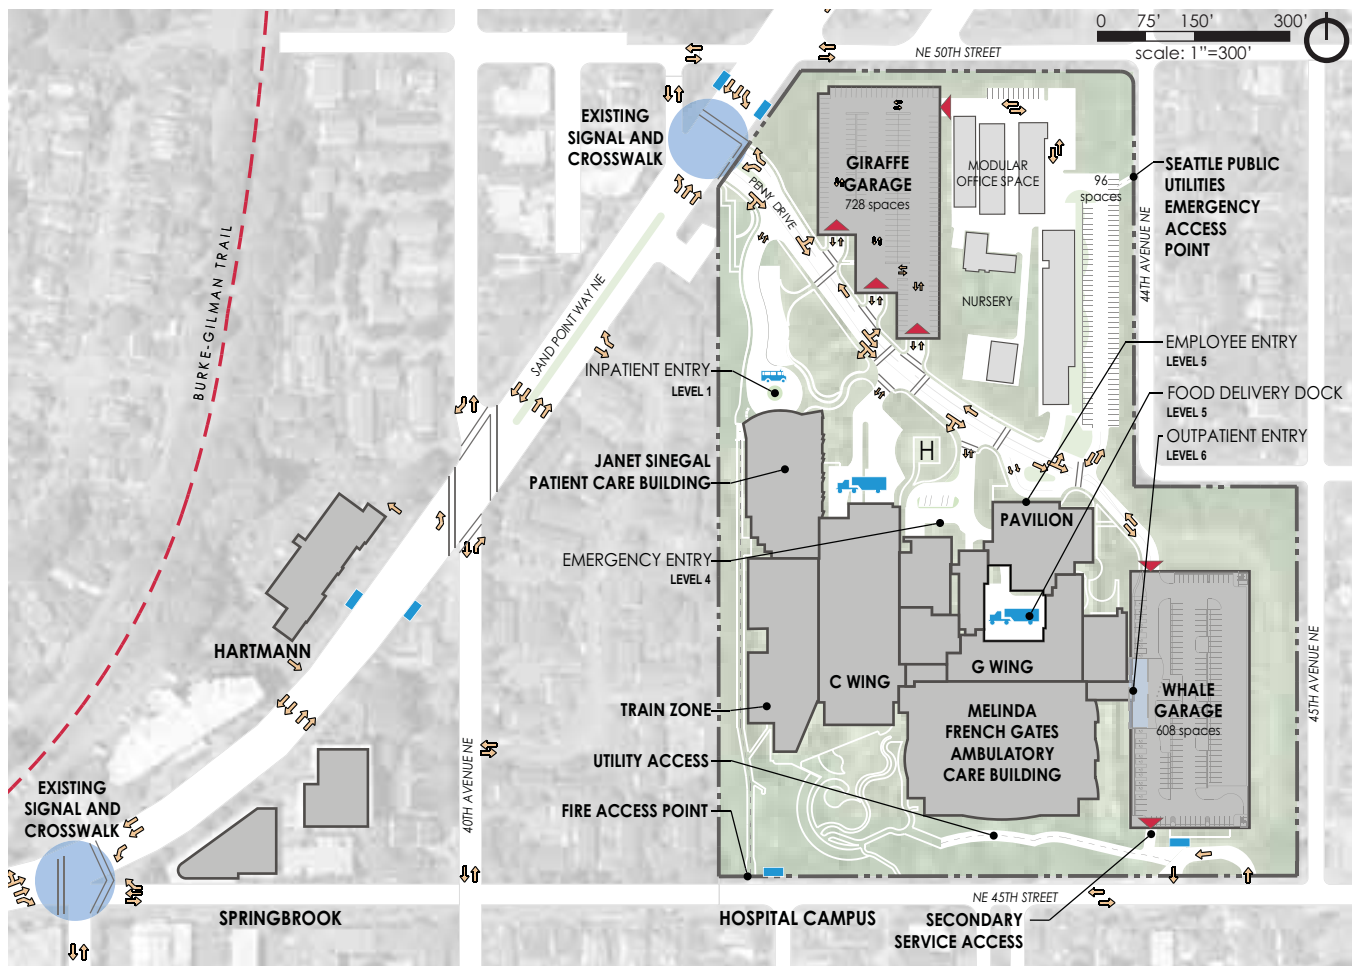 0 75' 150' 300'
scale: 1"=300'
NE 50TH STREET
EXISTING
SIGNAL AND
CROSSWALK
GIRAFFE
GARAGE
728 spaces
MODULAR
OFFICE SPACE
96
spaces
SEATTLE PUBLIC
UTILITIES
EMERGENCY
ACCESS
POINT
PENNY DRIVE
44TH AVENUE NE
BURKE-GILMAN TRAIL
SAND POINT WAY NE
NURSERY
INPATIENT ENTRY
LEVEL 1
EMPLOYEE ENTRY
LEVEL 5
FOOD DELIVERY DOCK
LEVEL 5
OUTPATIENT ENTRY
LEVEL 6
H
JANET SINEGAL
PATIENT CARE BUILDING
PAVILION
EMERGENCY ENTRY
LEVEL 4
HARTMANN
C WING
G WING
WHALE
GARAGE
608 spaces
45TH AVENUE NE
TRAIN ZONE
MELINDA
FRENCH GATES
AMBULATORY
CARE BUILDING
UTILITY ACCESS
40TH AVENUE NE
FIRE ACCESS POINT
EXISTING
SIGNAL AND
CROSSWALK
NE 45TH STREET
SPRINGBROOK
HOSPITAL CAMPUS
SECONDARY
SERVICE ACCESS